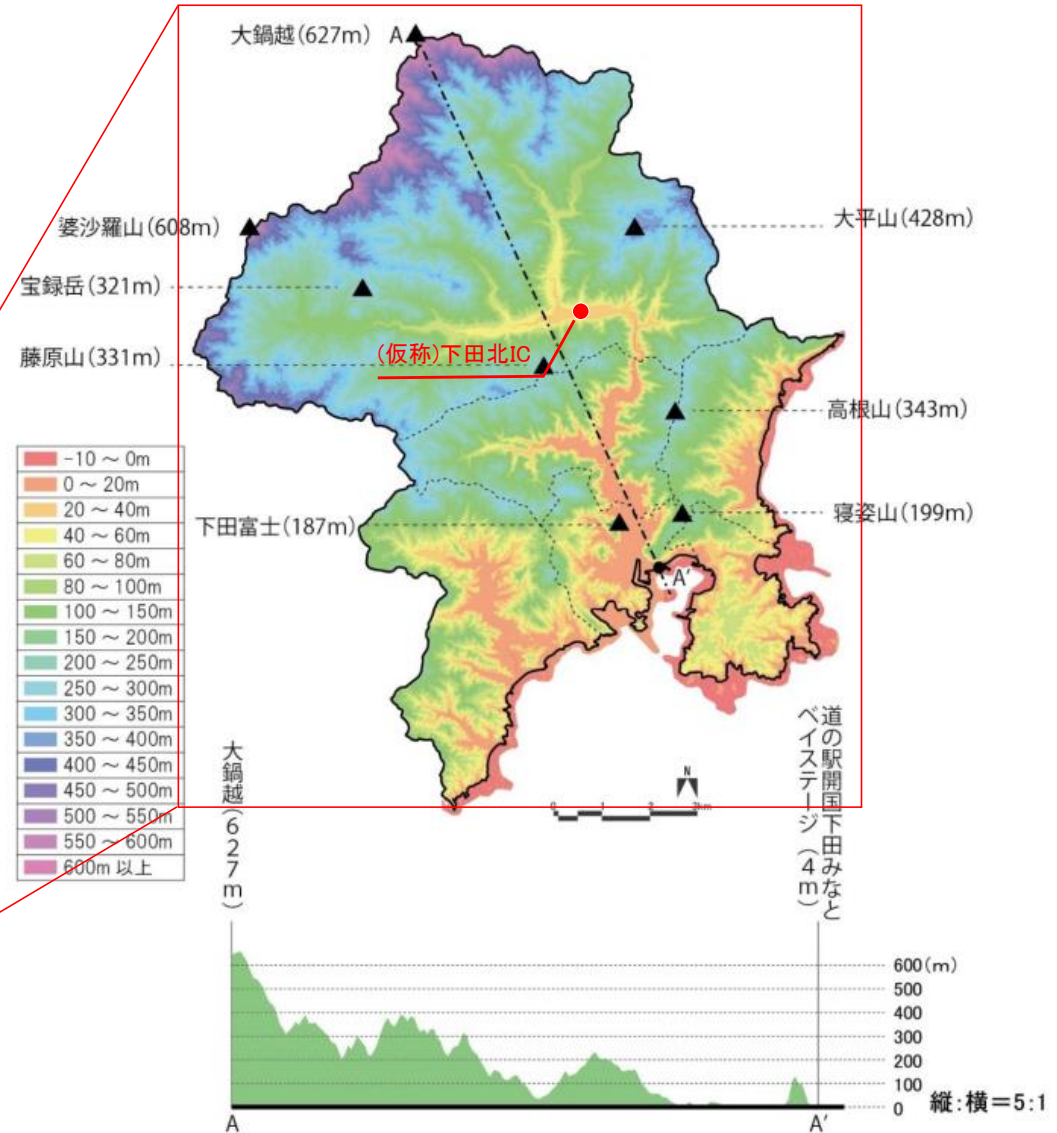 大鍋越(627m) A
婆沙羅山(608m)
大平山(428m)
宝録岳(321m)
藤原山(331m)
(仮称)下田北IC
高根山(343m)
下田富士(187m)
寝姿山(199m)
A'
-10 ～ 0m
0 ～ 20m
20 ～ 40m
40 ～ 60m
60 ～ 80m
80 ～ 100m
100 ～ 150m
150 ～ 200m
200 ～ 250m
250 ～ 300m
300 ～ 350m
350 ～ 400m
400 ～ 450m
450 ～ 500m
500 ～ 550m
550 ～ 600m
600m 以上
N
大鍋越(627m)
道の駅開国下田みなと
ベイステージ(4m)
600(m)
500
400
300
200
100
0
縦:横=5:1
A
A'